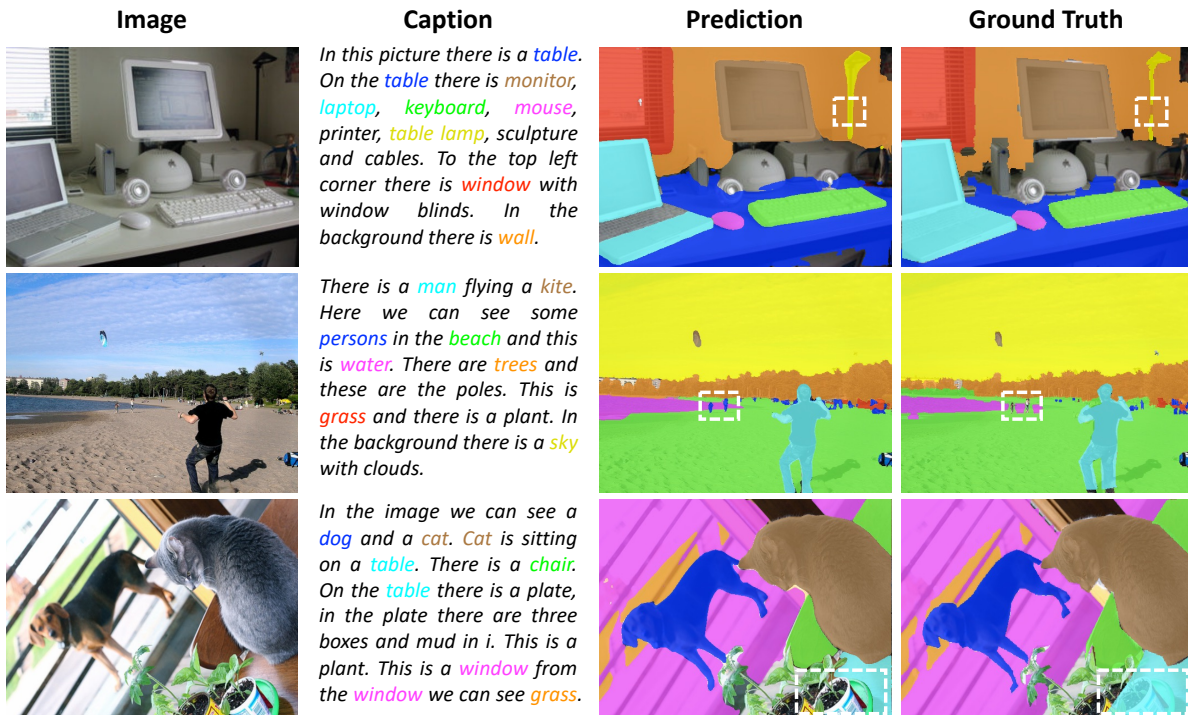 Image Caption Prediction Ground Truth
In this picture there is a table.
On the table there is monitor,
laptop, keyboard, mouse,
printer, table lamp, sculpture
and cables. To the top left
corner there is window with
window blinds. In the
background there is wall.
There is a man flying a kite.
Here we can see some
persons in the beach and this
is water. There are trees and
these are the poles. This is
grass and there is a plant. In
the background there is a sky
with clouds.
In the image we can see a
dog and a cat. Cat is sitting
on a table. There is a chair.
On the table there is a plate,
in the plate there are three
boxes and mud in i. This is a
plant. This is a window from
the window we can see grass.